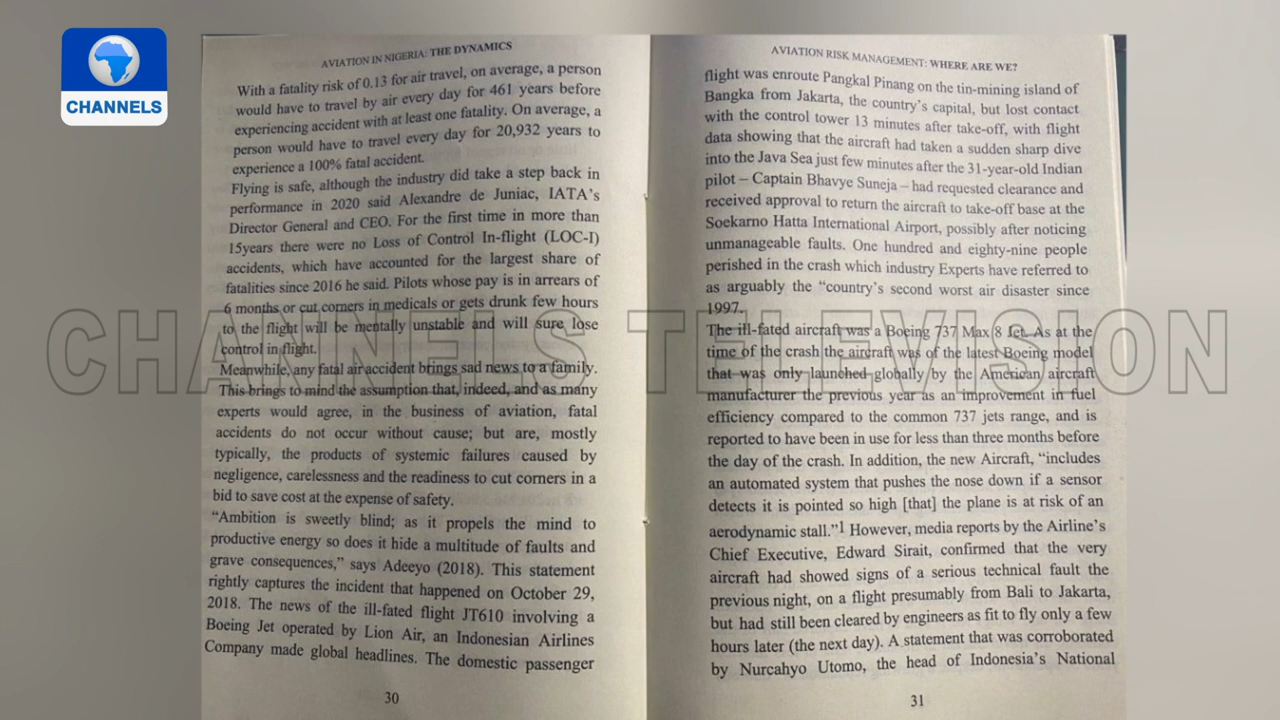 CHANNELS
AVIATION IN NIGERIA: THE DYNAMICS
With a fatality risk of 0.13 for air travel, on average, a person
would have to travel by air every day for 461 years before
experiencing accident with at least one fatality. On average, a
person would have to travel every day for 20,932 years to
experience a 100% fatal accident.
Flying is safe, although the industry did take a step back in
performance in 2020 said Alexandre de Juniac, IATA's
Director General and CEO. For the first time in more than
15years there were no Loss of Control In-flight (LOC-I)
accidents, which have accounted for the largest share of
fatalities since 2016 he said. Pilots whose pay is in arrears of
6 months or cut corners in medicals or gets drunk few hours
to the flight will be mentally unstable and will sure lose
control in flight.
Meanwhile, any fatal air accident brings sad news to a family.
This brings to mind the assumption that, indeed, and as many
experts would agree, in the business of aviation, fatal
accidents do not occur without cause; but are, mostly
typically, the products of systemic failures caused by
negligence, carelessness and the readiness to cut corners in a
bid to save cost at the expense of safety.
"Ambition is sweetly blind; as it propels the mind to
productive energy so does it hide a multitude of faults and
grave consequences," says Adeeyo (2018). This statement
rightly captures the incident that happened on October 29,
2018. The news of the ill-fated flight JT610 involving a
Boeing Jet operated by Lion Air, an Indonesian Airlines
Company made global headlines. The domestic passenger
30
AVIATION RISK MANAGEMENT: WHERE ARE WE?
flight was enroute Pangkal Pinang on the tin-mining island of
Bangka from Jakarta, the country's capital, but lost contact
with the control tower 13 minutes after take-off, with flight
data showing that the aircraft had taken a sudden sharp dive
into the Java Sea just few minutes after the 31-year-old Indian
pilot – Captain Bhavye Suneja – had requested clearance and
received approval to return the aircraft to take-off base at the
Soekarno Hatta International Airport, possibly after noticing
unmanageable faults. One hundred and eighty-nine people
perished in the crash which industry Experts have referred to
as arguably the "country's second worst air disaster since
1997.
The ill-fated aircraft was a Boeing 737 Max 8 Jet. As at the
time of the crash the aircraft was of the latest Boeing model
that was only launched globally by the American aircraft
manufacturer the previous year as an improvement in fuel
efficiency compared to the common 737 jets range, and is
reported to have been in use for less than three months before
the day of the crash. In addition, the new Aircraft, "includes
an automated system that pushes the nose down if a sensor
detects it is pointed so high [that] the plane is at risk of an
aerodynamic stall."1 However, media reports by the Airline's
Chief Executive, Edward Sirait, confirmed that the very
aircraft had showed signs of a serious technical fault the
previous night, on a flight presumably from Bali to Jakarta,
but had still been cleared by engineers as fit to fly only a few
hours later (the next day). A statement that was corroborated
by Nurcahyo Utomo, the head of Indonesia's National
31
CHANNELS TELEVISION